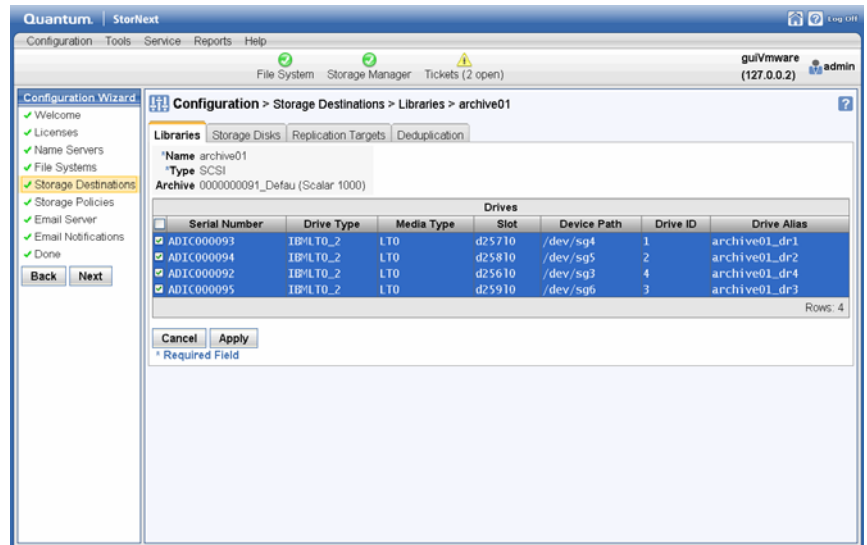 Quantum. StorNext Log Off
Configuration Tools Service Reports Help
File System Storage Manager Tickets (2 open)
guiVmware
(127.0.0.2)
admin
Configuration Wizard
Welcome
Licenses
Name Servers
File Systems
Storage Destinations
Storage Policies
Email Server
Email Notifications
Done
Back Next
Configuration > Storage Destinations > Libraries > archive01
Libraries Storage Disks Replication Targets Deduplication
*Name archive01
*Type SCSI
Archive 0000000091_Defau (Scalar 1000)
Drives
Serial Number Drive Type Media Type Slot Device Path Drive ID Drive Alias
ADIC000093 IBMLTO_2 LTO d25710 /dev/sg4 1 archive01_dr1
ADIC000094 IBMLTO_2 LTO d25810 /dev/sg5 2 archive01_dr2
ADIC000092 IBMLTO_2 LTO d25610 /dev/sg3 4 archive01_dr4
ADIC000095 IBMLTO_2 LTO d25910 /dev/sg6 3 archive01_dr3
Rows: 4
Cancel Apply
* Required Field